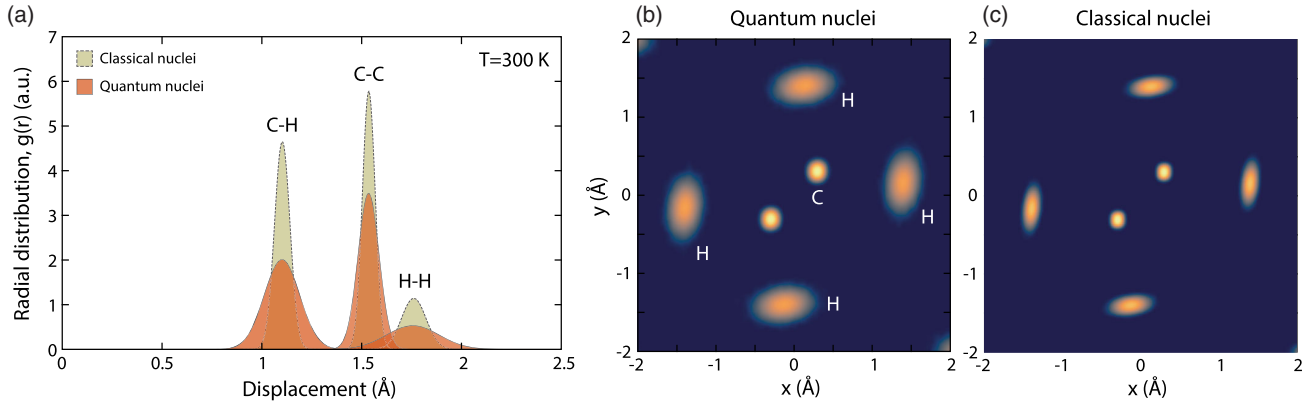 (a)
7
6
5
4
3
2
1
0
Radial distribution, g(r) (a.u.)
Classical nuclei
Quantum nuclei
T=300 K
C-H
C-C
H-H
0
0.5
1
1.5
2
2.5
Displacement (Å)
(b)
Quantum nuclei
2
1
0
-1
-2
y (Å)
H
C
H
H
H
-2
-1
0
1
2
x (Å)
(c)
Classical nuclei
2
1
0
-1
-2
-2
-1
0
1
2
x (Å)